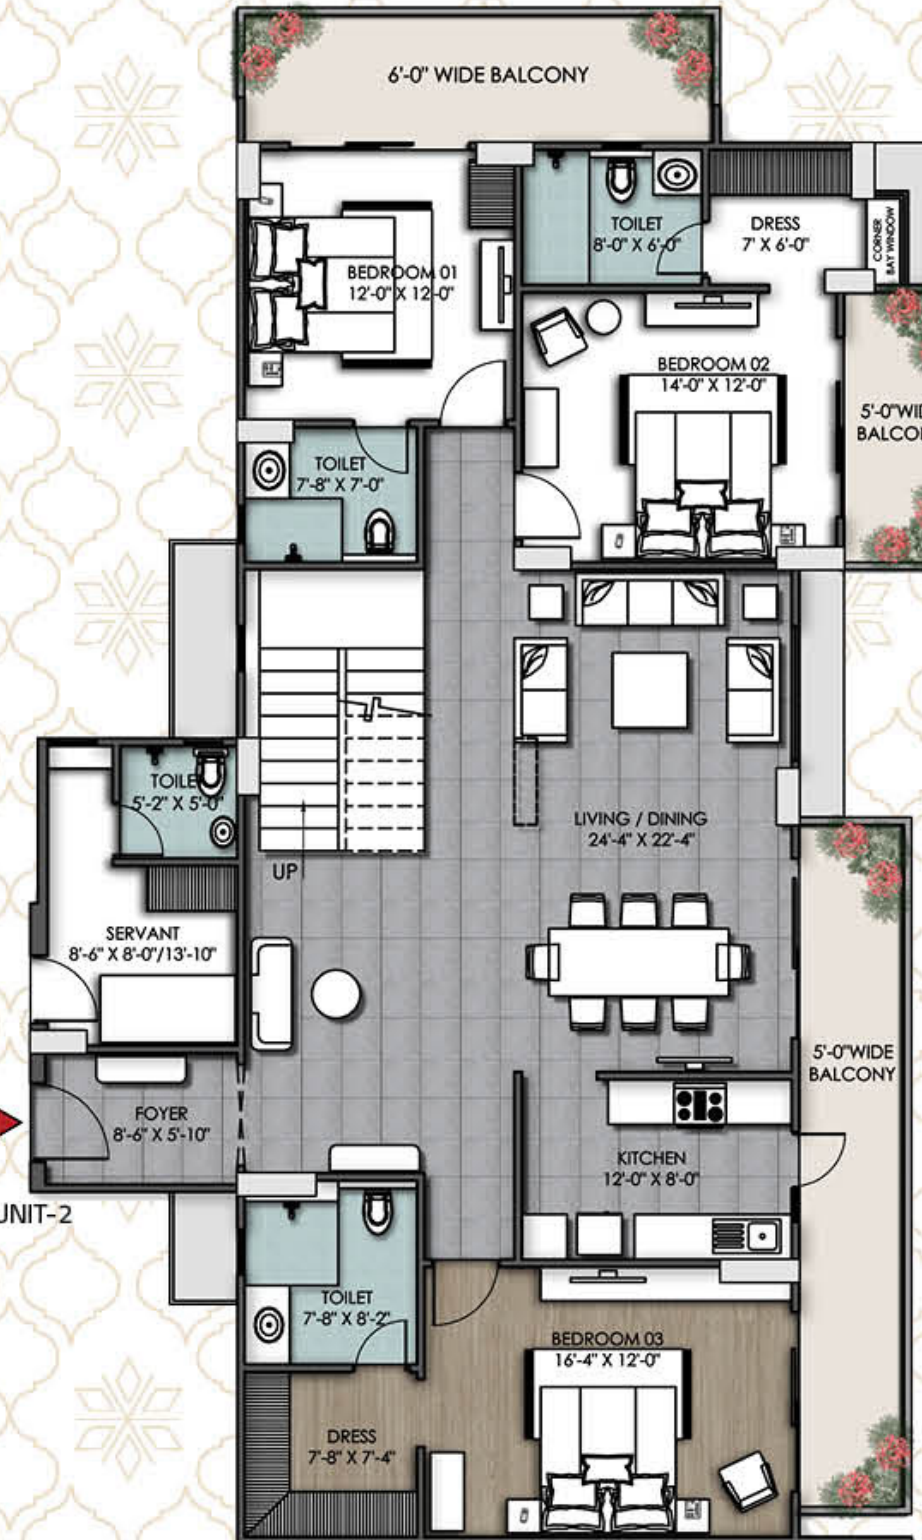 6'-0" WIDE BALCONY
TOILET
8'-0" X 6'-0"
DRESS
7' X 6'-0"
CORNER
BAY WINDOW
BEDROOM 01
12'-0" X 12'-0"
BEDROOM 02
14'-0" X 12'-0"
5'-0"
TOILET
7'-8" X 7'-0"
TOILET
5'-2" X 5'-0"
LIVING / DINING
24'-4" X 22'-4"
UP
SERVANT
8'-6" X 8'-0"/13'-10"
5'-0"WIDE
BALCONY
FOYER
8'-6" X 5'-10"
KITCHEN
12'-0" X 8'-0"
UNIT-2
TOILET
7'-8" X 8'-2"
BEDROOM 03
16'-4" X 12'-0"
DRESS
7'-8" X 7'-4"